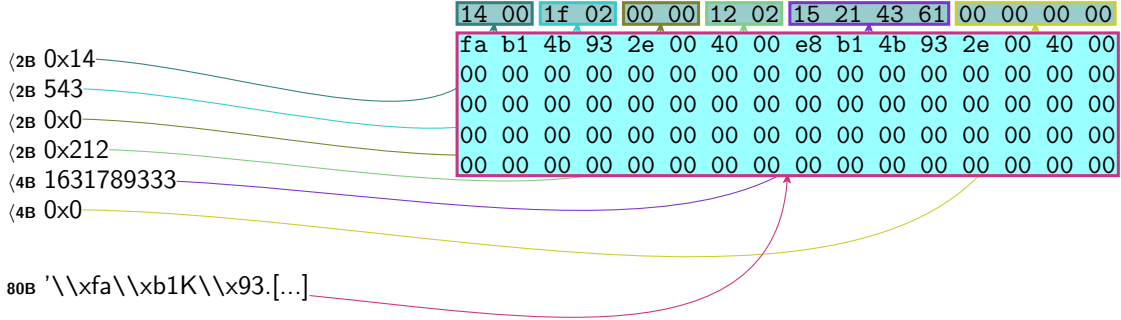 14 00 1f 02 00 00 12 02 15 21 43 61 00 00 00 00
fa b1 4b 93 2e 00 40 00 e8 b1 4b 93 2e 00 40 00
⟨2B 0x14
00 00 00 00 00 00 00 00 00 00 00 00 00 00 00 00
⟨2B 543
00 00 00 00 00 00 00 00 00 00 00 00 00 00 00 00
⟨2B 0x0
00 00 00 00 00 00 00 00 00 00 00 00 00 00 00 00
⟨2B 0x212
00 00 00 00 00 00 00 00 00 00 00 00 00 00 00 00
⟨4B 1631789333
⟨4B 0x0
80B '\\xfa\\xb1K\\x93.[...]